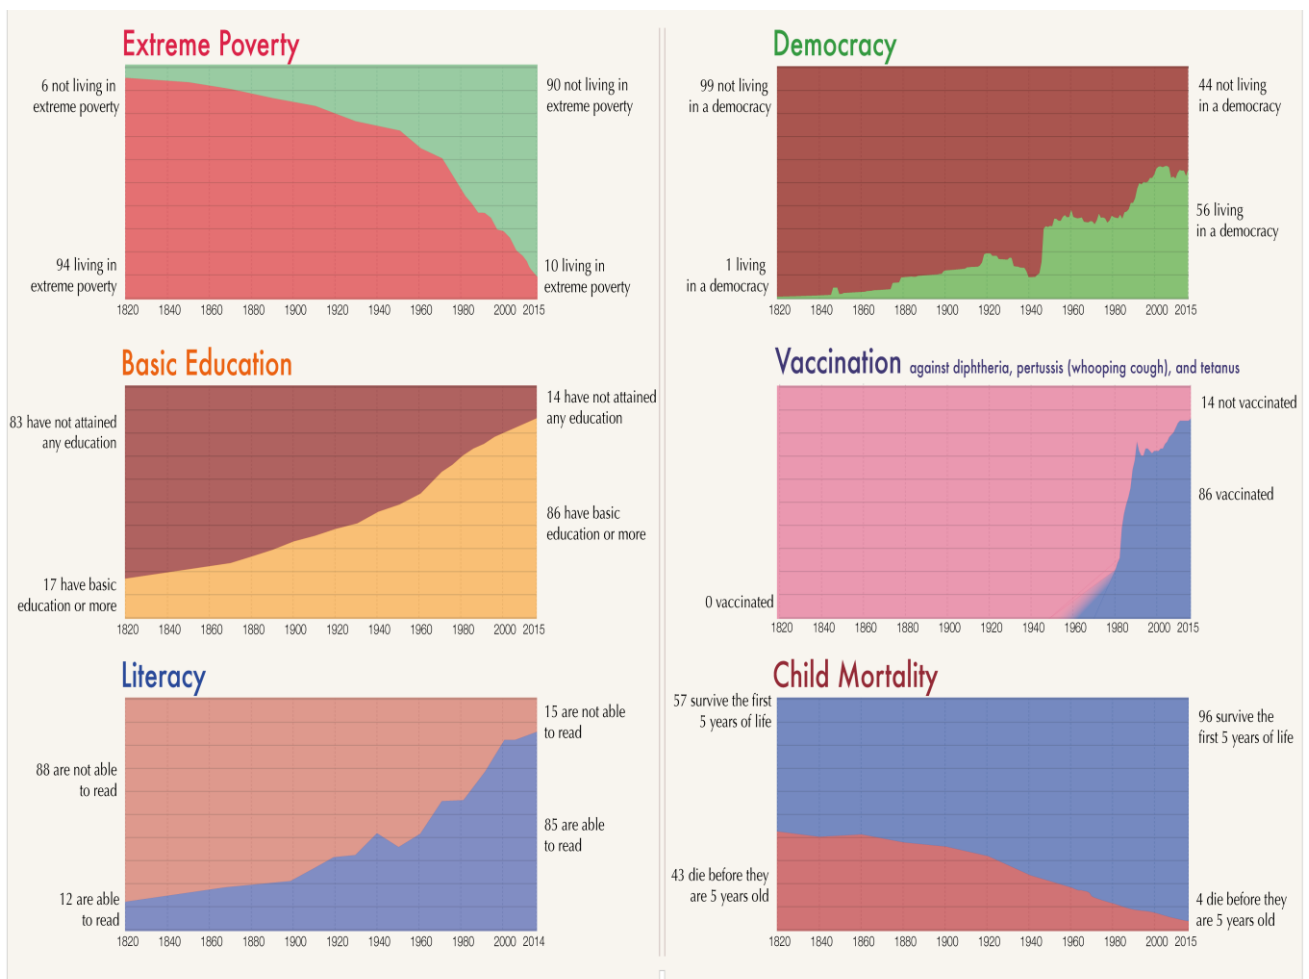 Extreme Poverty
6 not living in
extreme poverty
90 not living in
extreme poverty
94 living in
extreme poverty
10 living in
extreme poverty
1820 1840 1860 1880 1900 1920 1940 1960 1980 2000 2015
Democracy
99 not living
in a democracy
44 not living
in a democracy
56 living
in a democracy
1 living
in a democracy
1820 1840 1860 1880 1900 1920 1940 1960 1980 2000 2015
Basic Education
83 have not attained
any education
14 have not attained
any education
86 have basic
education or more
17 have basic
education or more
1820 1840 1860 1880 1900 1920 1940 1960 1980 2000 2015
Vaccination against diphtheria, pertussis (whooping cough), and tetanus
14 not vaccinated
86 vaccinated
0 vaccinated
1820 1840 1860 1880 1900 1920 1940 1960 1980 2000 2015
Literacy
15 are not able
to read
88 are not able
to read
85 are able
to read
12 are able
to read
1820 1840 1860 1880 1900 1920 1940 1960 1980 2000 2014
Child Mortality
57 survive the first
5 years of life
96 survive the
first 5 years of life
43 die before they
are 5 years old
4 die before they
are 5 years old
1820 1840 1860 1880 1900 1920 1940 1960 1980 2000 2015